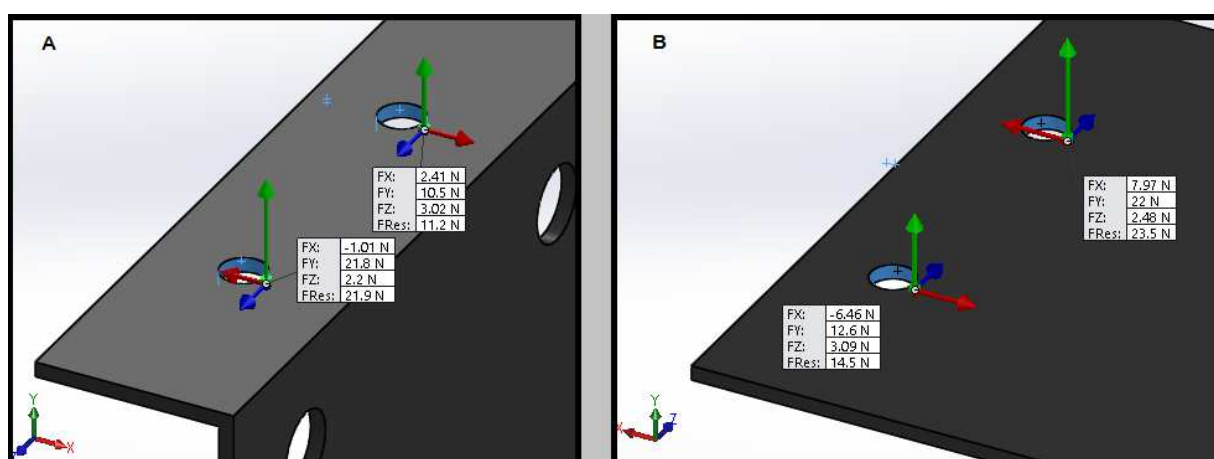 A
FX: 2.41 N
FY: 10.5 N
FZ: 3.02 N
FRes: 11.2 N
FX: -1.01 N
FY: 21.8 N
FZ: 2.2 N
FRes: 21.9 N
Y
X
B
FX: 7.97 N
FY: 22 N
FZ: 2.48 N
FRes: 23.5 N
FX: -6.46 N
FY: 12.6 N
FZ: 3.09 N
FRes: 14.5 N
Y
Z
X